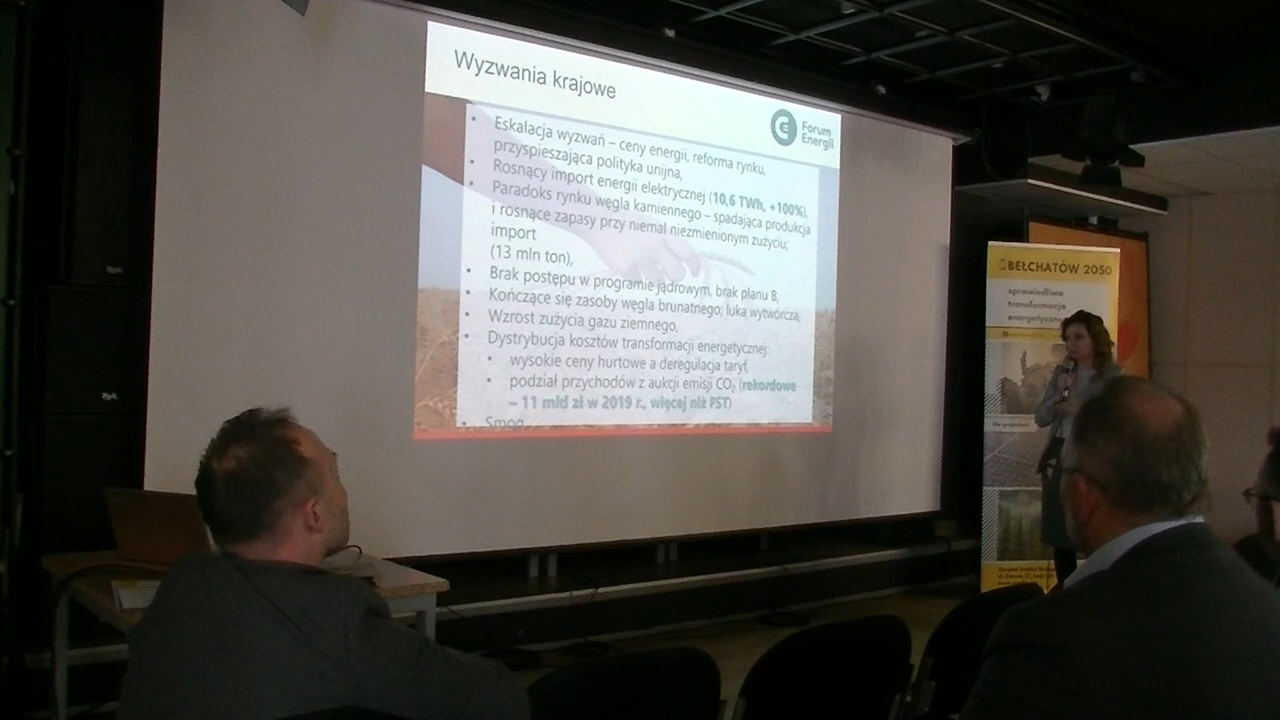 Wyzwania krajowe
Forum
Energii
• Eskalacja wyzwań – ceny energii, reforma rynku,
przyspieszająca polityka unijna,
• Rosnący import energii elektrycznej (10,6 TWh, +100%),
• Paradoks rynku węgla kamiennego – spadająca produkcja
i rosnące zapasy przy niemal niezmienionym zużyciu;
import
(13 mln ton),
• Brak postępu w programie jądrowym, brak planu B,
• Kończące się zasoby węgla brunatnego; luka wytwórcza,
• Wzrost zużycia gazu ziemnego,
• Dystrybucja kosztów transformacji energetycznej:
• wysokie ceny hurtowe a deregulacja taryf,
• podział przychodów z aukcji emisji CO₂ (rekordowe
– 11 mld zł w 2019 r., więcej niż PST)
• Smog
BEŁCHATÓW 2050
sprawiedliwa
transformacja
energetyczna